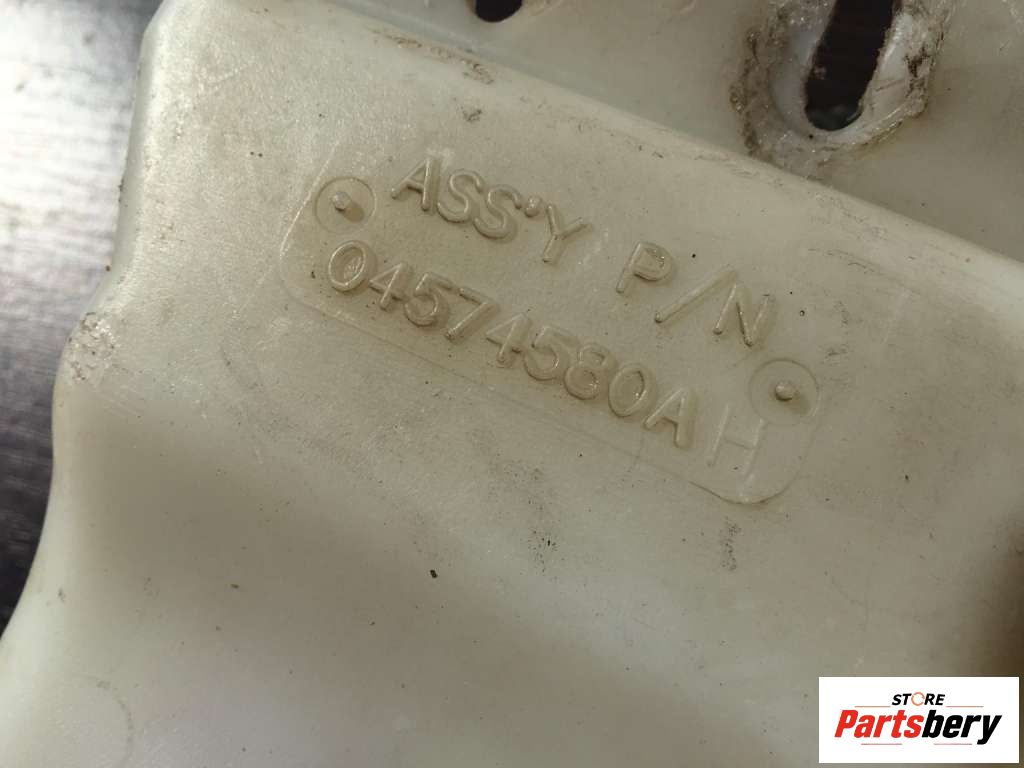 ASS'Y P/N
04574580AH
STORE
Partsbery